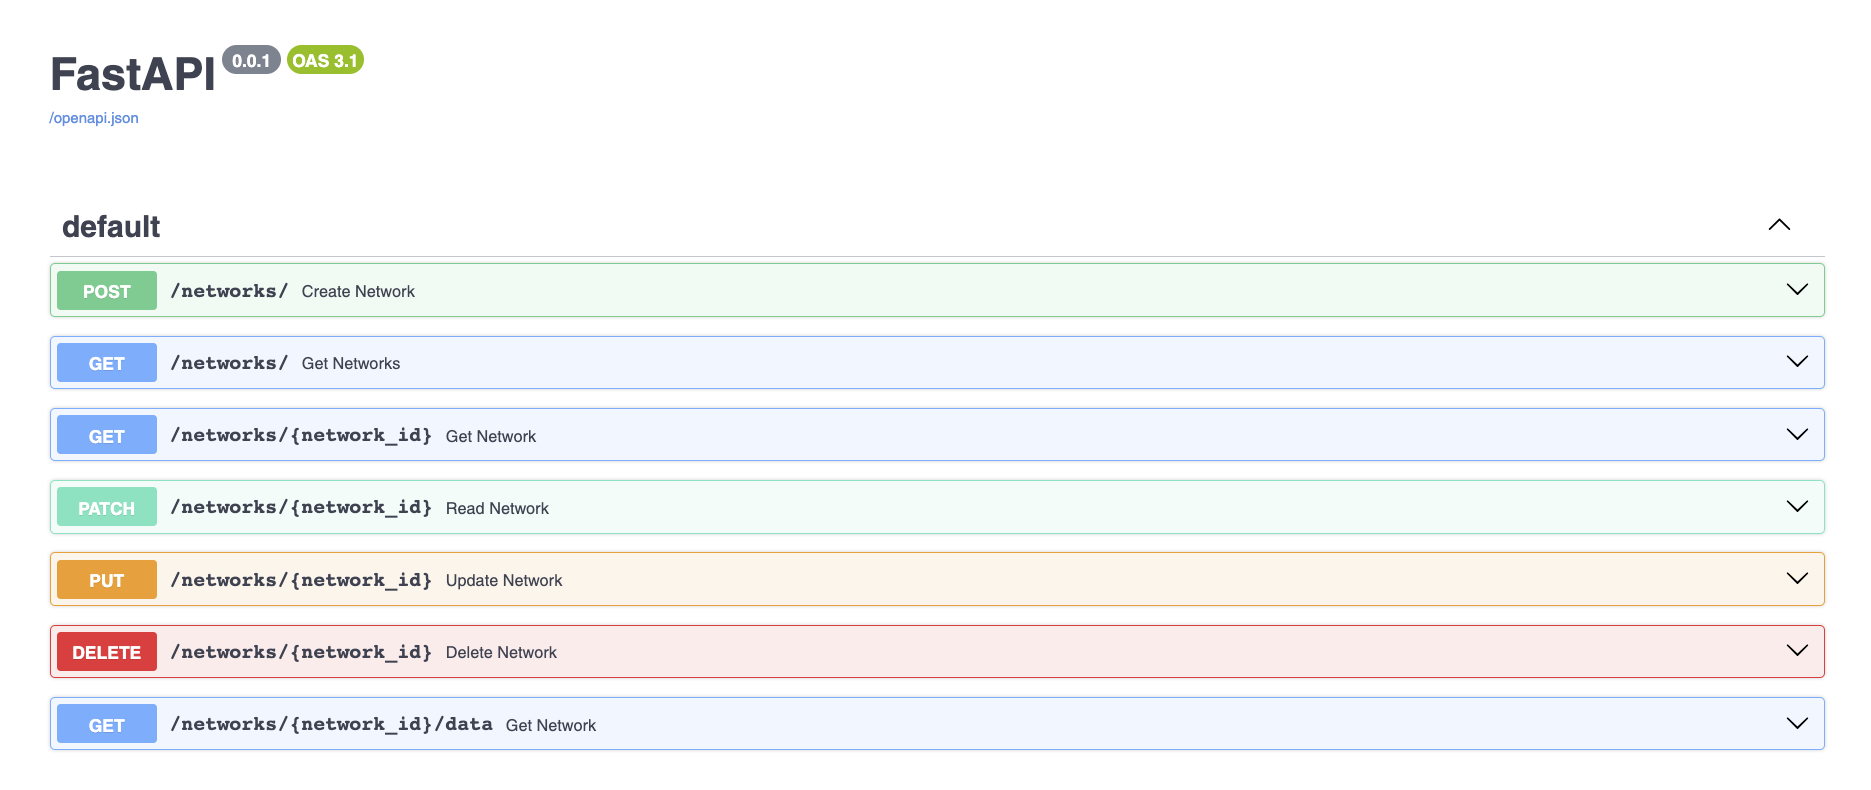 FastAPI 0.0.1 OAS 3.1
/openapi.json
default
POST /networks/ Create Network
GET /networks/ Get Networks
GET /networks/{network_id} Get Network
PATCH /networks/{network_id} Read Network
PUT /networks/{network_id} Update Network
DELETE /networks/{network_id} Delete Network
GET /networks/{network_id}/data Get Network